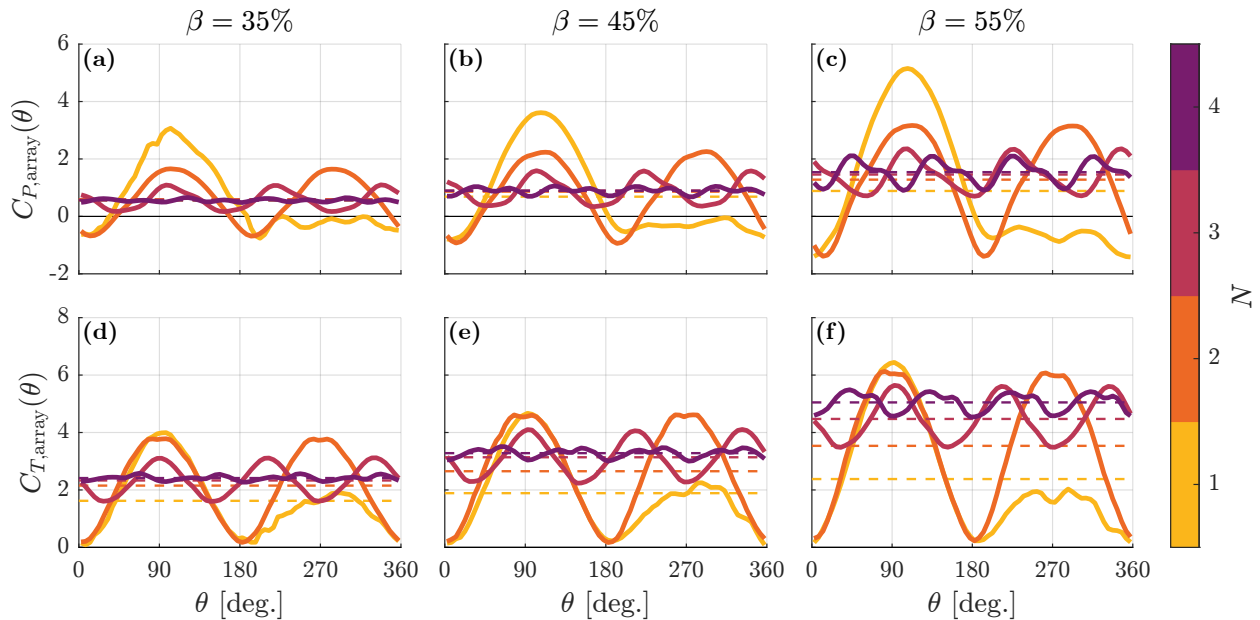 β = 35%
β = 45%
β = 55%
(a)
(b)
(c)
C_{P,array}(θ)
6
4
2
0
-2
(d)
(e)
(f)
C_{T,array}(θ)
8
6
4
2
0
0 90 180 270 360
0 90 180 270 360
0 90 180 270 360
θ [deg.]
θ [deg.]
θ [deg.]
4
3
2
1
N